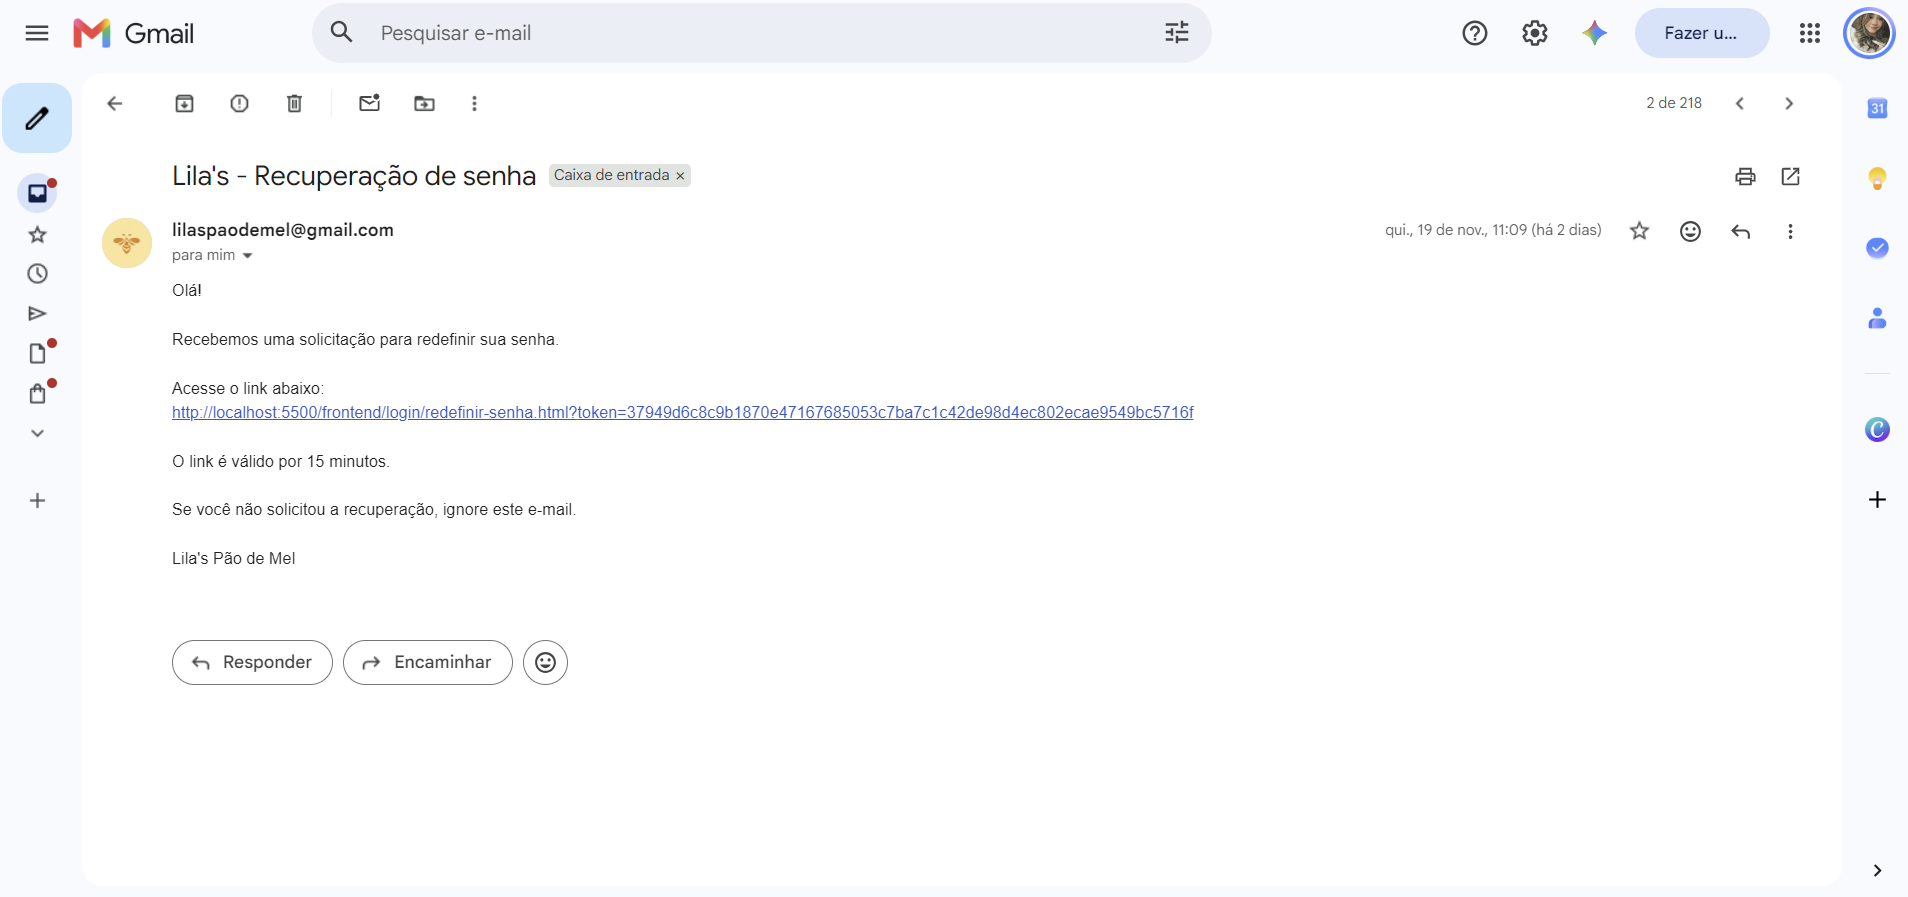 Gmail
Pesquisar e-mail
Fazer u...
2 de 218
31
Lila's - Recuperação de senha
Caixa de entrada ×
lilaspaodemel@gmail.com
qui., 19 de nov., 11:09 (há 2 dias)
para mim
Olá!
Recebemos uma solicitação para redefinir sua senha.
Acesse o link abaixo:
http://localhost:5500/frontend/login/redefinir-senha.html?token=37949d6c8c9b1870e47167685053c7ba7c1c42de98d4ec802ecae9549bc5716f
O link é válido por 15 minutos.
Se você não solicitou a recuperação, ignore este e-mail.
Lila's Pão de Mel
Responder
Encaminhar